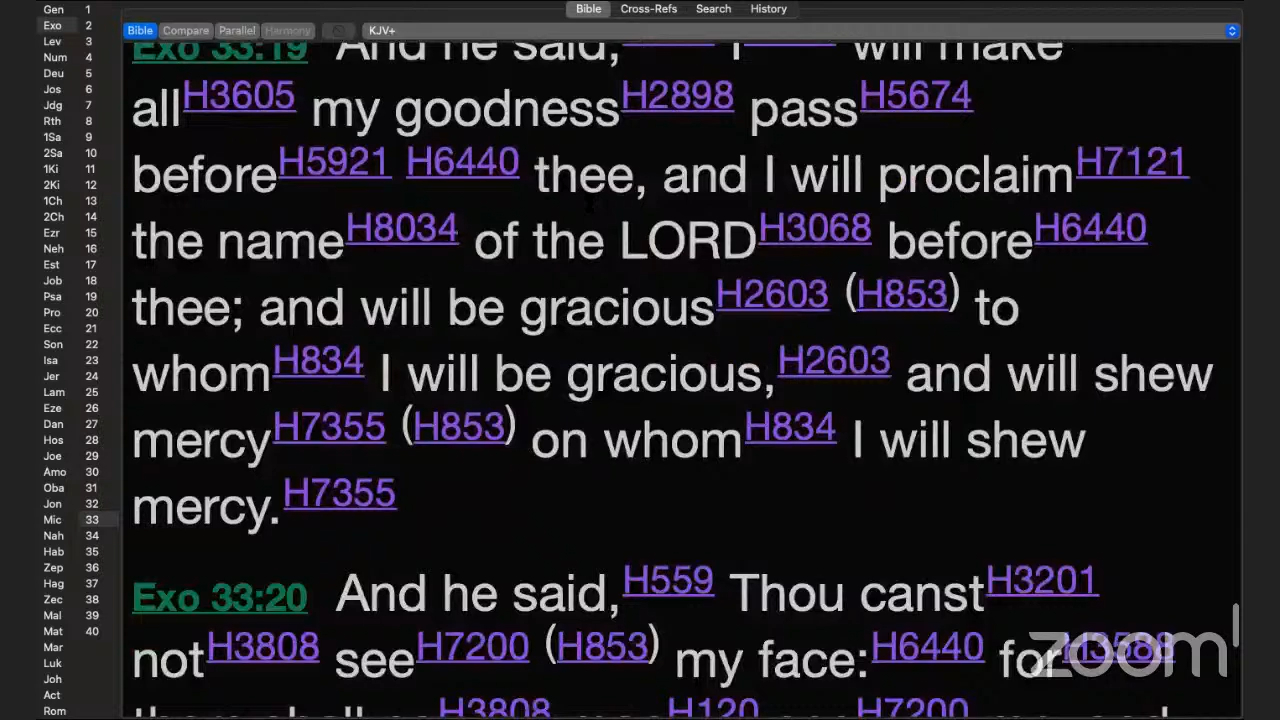 Bible Cross-Refs Search History
Bible Compare Parallel Harmony KJV+
Gen 1
Exo 2
Lev 3
Num 4
Deu 5
Jos 6
Jdg 7
Rth 8
1Sa 9
2Sa 10
1Ki 11
2Ki 12
1Ch 13
2Ch 14
Ezr 15
Neh 16
Est 17
Job 18
Psa 19
Pro 20
Ecc 21
Son 22
Isa 23
Jer 24
Lam 25
Eze 26
Dan 27
Hos 28
Joe 29
Amo 30
Oba 31
Jon 32
Mic 33
Nah 34
Hab 35
Zep 36
Hag 37
Zec 38
Mal 39
Mat 40
Mar
Luk
Joh
Act
Rom
Exo 33:19 And he said, I will make
allH3605 my goodnessH2898 passH5674
beforeH5921 H6440 thee, and I will proclaimH7121
the nameH8034 of the LORDH3068 beforeH6440
thee; and will be graciousH2603 (H853) to
whomH834 I will be gracious,H2603 and will shew
mercyH7355 (H853) on whomH834 I will shew
mercy.H7355
Exo 33:20 And he said,H559 Thou canstH3201
notH3808 seeH7200 (H853) my face:H6440 forH3588
H3808 H120 H7200
zoom